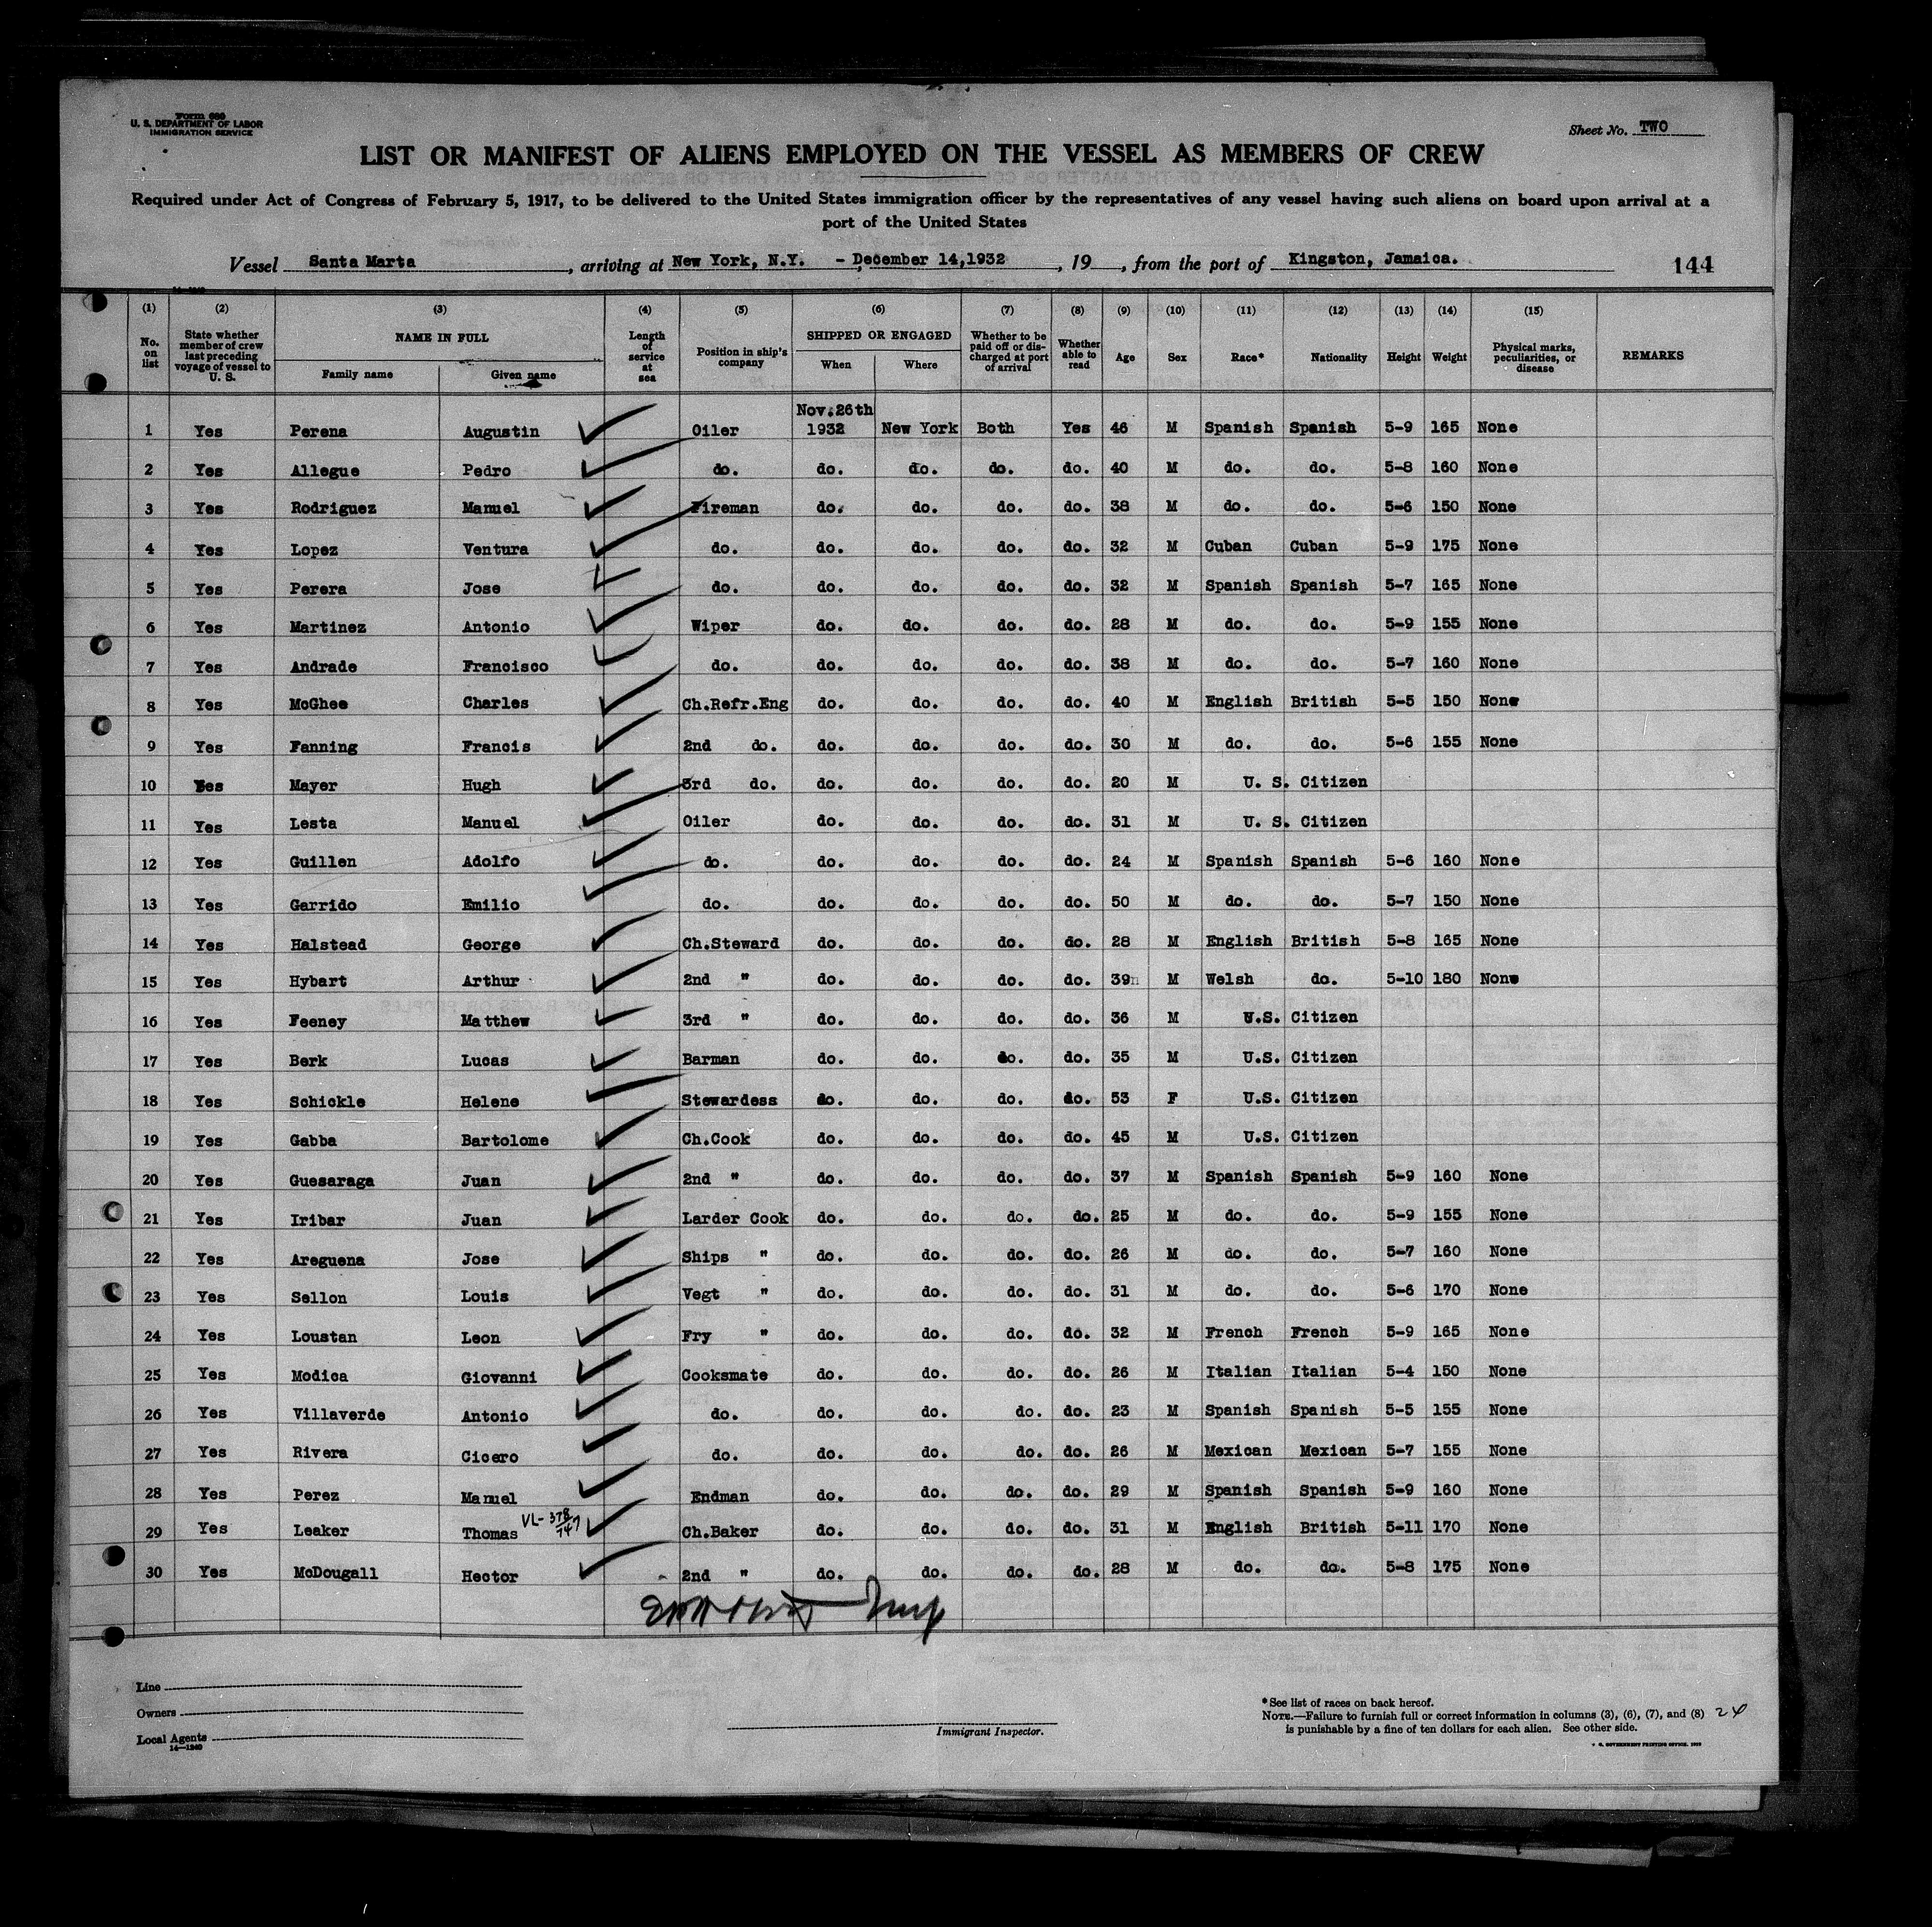 Form 689
U. S. DEPARTMENT OF LABOR
IMMIGRATION SERVICE
Sheet No. TWO
LIST OR MANIFEST OF ALIENS EMPLOYED ON THE VESSEL AS MEMBERS OF CREW
Required under Act of Congress of February 5, 1917, to be delivered to the United States immigration officer by the representatives of any vessel having such aliens on board upon arrival at a
port of the United States
Vessel Santa Marta, arriving at New York, N.Y. - December 14,1932, 19, from the port of Kingston, Jamaica. 144
(1) No. on list (2) State whether member of crew last preceding voyage of vessel to U. S. (3) NAME IN FULL Family name Given name (4) Length of service at sea (5) Position in ship's company (6) SHIPPED OR ENGAGED When Where (7) Whether to be paid off or discharged at port of arrival (8) Whether able to read (9) Age (10) Sex (11) Race* (12) Nationality (13) Height (14) Weight (15) Physical marks, peculiarities, or disease REMARKS
Nov.26th
1 Yes Perena Augustin Oiler 1932 New York Both Yes 46 M Spanish Spanish 5-9 165 None
2 Yes Allegue Pedro do. do. do. do. do. 40 M do. do. 5-8 160 None
3 Yes Rodriguez Manuel Fireman do. do. do. do. 38 M do. do. 5-6 150 None
4 Yes Lopez Ventura do. do. do. do. do. 32 M Cuban Cuban 5-9 175 None
5 Yes Perera Jose do. do. do. do. do. 32 M Spanish Spanish 5-7 165 None
6 Yes Martinez Antonio Wiper do. do. do. do. 28 M do. do. 5-9 155 None
7 Yes Andrade Francisco do. do. do. do. do. 38 M do. do. 5-7 160 None
8 Yes McGhee Charles Ch.Refr.Eng do. do. do. do. 40 M English British 5-5 150 None
9 Yes Fanning Francis 2nd do. do. do. do. do. 30 M do. do. 5-6 155 None
10 Yes Mayer Hugh 3rd do. do. do. do. do. 20 M U. S. Citizen
11 Yes Lesta Manuel Oiler do. do. do. do. 31 M U. S. Citizen
12 Yes Guillen Adolfo do. do. do. do. do. 24 M Spanish Spanish 5-6 160 None
13 Yes Garrido Emilio do. do. do. do. do. 50 M do. do. 5-7 150 None
14 Yes Halstead George Ch.Steward do. do. do. do. 28 M English British 5-8 165 None
15 Yes Hybart Arthur 2nd " do. do. do. do. 39 M Welsh do. 5-10 180 None
16 Yes Feeney Matthew 3rd " do. do. do. do. 36 M U.S. Citizen
17 Yes Berk Lucas Barman do. do. do. do. 35 M U.S. Citizen
18 Yes Schickle Helene Stewardess do. do. do. do. 53 F U.S. Citizen
19 Yes Gabba Bartolome Ch.Cook do. do. do. do. 45 M U.S. Citizen
20 Yes Guesaraga Juan 2nd " do. do. do. do. 37 M Spanish Spanish 5-9 160 None
21 Yes Iribar Juan Larder Cook do. do. do. do. 25 M do. do. 5-9 155 None
22 Yes Areguena Jose Ships " do. do. do. do. 26 M do. do. 5-7 160 None
23 Yes Sellon Louis Vegt " do. do. do. do. 31 M do. do. 5-6 170 None
24 Yes Loustan Leon Fry " do. do. do. do. 32 M French French 5-9 165 None
25 Yes Modica Giovanni Cooksmate do. do. do. do. 26 M Italian Italian 5-4 150 None
26 Yes Villaverde Antonio do. do. do. do. do. 23 M Spanish Spanish 5-5 155 None
27 Yes Rivera Cicero do. do. do. do. do. 26 M Mexican Mexican 5-7 155 None
28 Yes Perez Manuel Endman do. do. do. do. 29 M Spanish Spanish 5-9 160 None
29 Yes Leaker Thomas VL-378/747 Ch.Baker do. do. do. do. 31 M English British 5-11 170 None
30 Yes McDougall Hector 2nd " do. do. do. do. 28 M do. do. 5-8 175 None
Line
Owners
Local Agents
14-1240
Immigrant Inspector.
*See list of races on back hereof.
NOTE.—Failure to furnish full or correct information in columns (3), (6), (7), and (8)
is punishable by a fine of ten dollars for each alien. See other side.
24